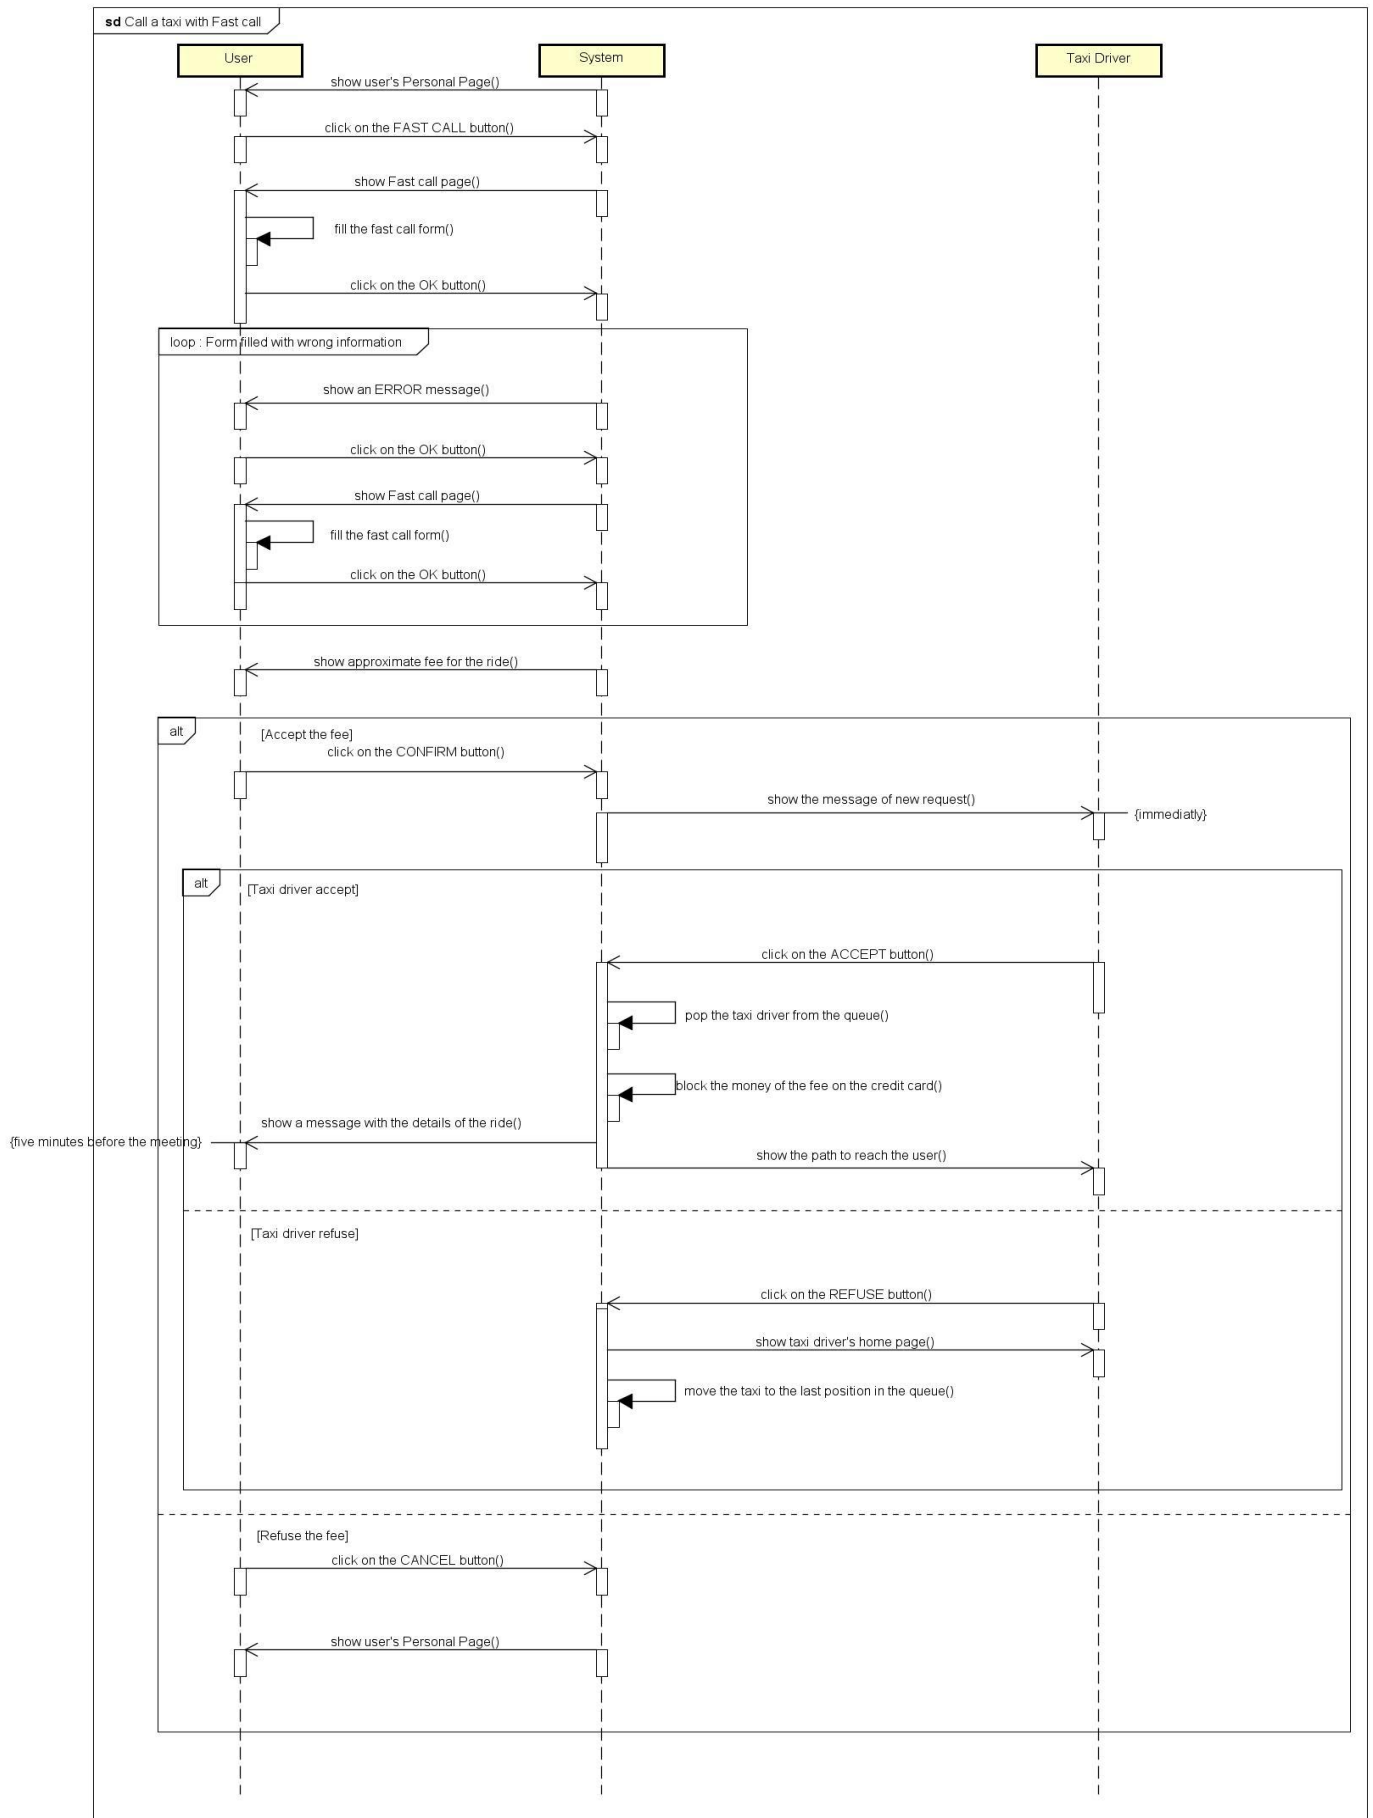 sd Call a taxi with Fast call
User
System
Taxi Driver
show user's Personal Page()
click on the FAST CALL button()
show Fast call page()
fill the fast call form()
click on the OK button()
loop : Form filled with wrong information
show an ERROR message()
click on the OK button()
show Fast call page()
fill the fast call form()
click on the OK button()
show approximate fee for the ride()
alt
[Accept the fee]
click on the CONFIRM button()
show the message of new request()
{immediatly}
alt
[Taxi driver accept]
click on the ACCEPT button()
pop the taxi driver from the queue()
block the money of the fee on the credit card()
show a message with the details of the ride()
{five minutes before the meeting}
show the path to reach the user()
[Taxi driver refuse]
click on the REFUSE button()
show taxi driver's home page()
move the taxi to the last position in the queue()
[Refuse the fee]
click on the CANCEL button()
show user's Personal Page()